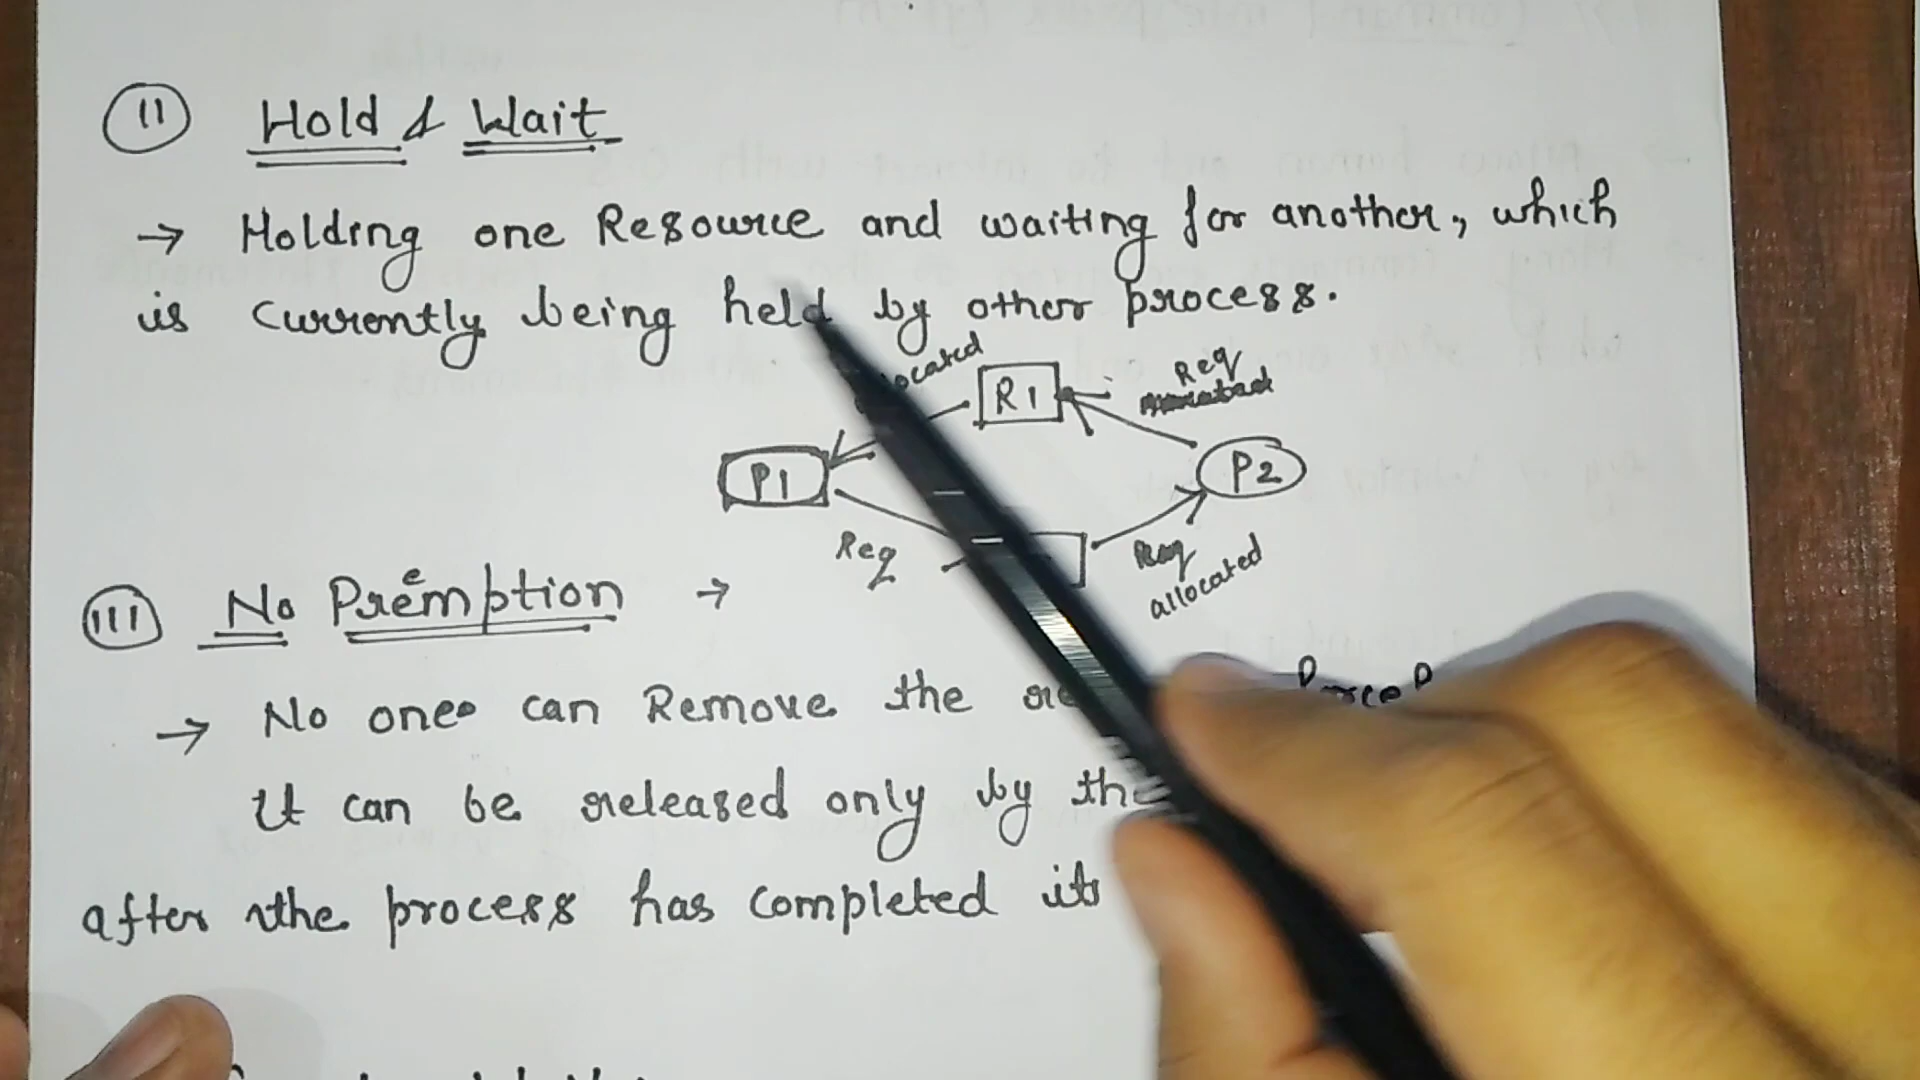 II Hold & Wait
→ Holding one Resource and waiting for another, which
is currently being held by other process.
allocated
R1
Req
P1
P2
Req
allocated
III No Preemption →
→ No one can Remove the
it can be released only by the
after the process has completed its